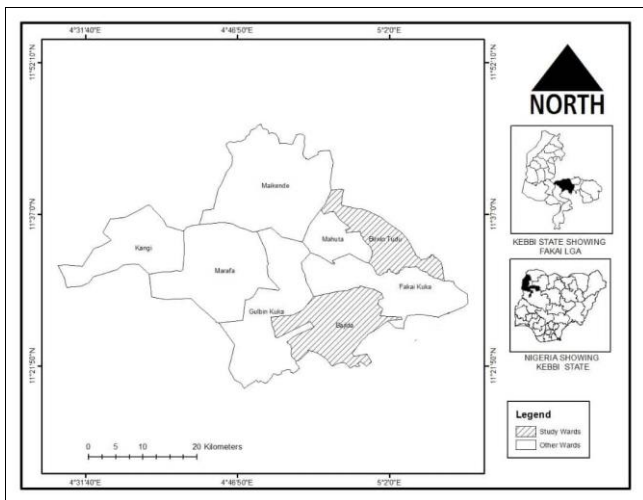 4°31'40"E
4°46'50"E
5°2'0"E
11°52'10"N
11°52'10"N
NORTH
Maikende
11°37'0"N
11°37'0"N
Kangi
Mahuta
Birnin Tudu
Marafa
KEBBI STATE SHOWING
FAKAI LGA
Fakai Kuka
Gulbin Kuka
Bajida
11°21'50"N
11°21'50"N
NIGERIA SHOWING
KEBBI STATE
Legend
Study Wards
Other Wards
0 5 10 20 Kilometers
4°31'40"E
4°46'50"E
5°2'0"E